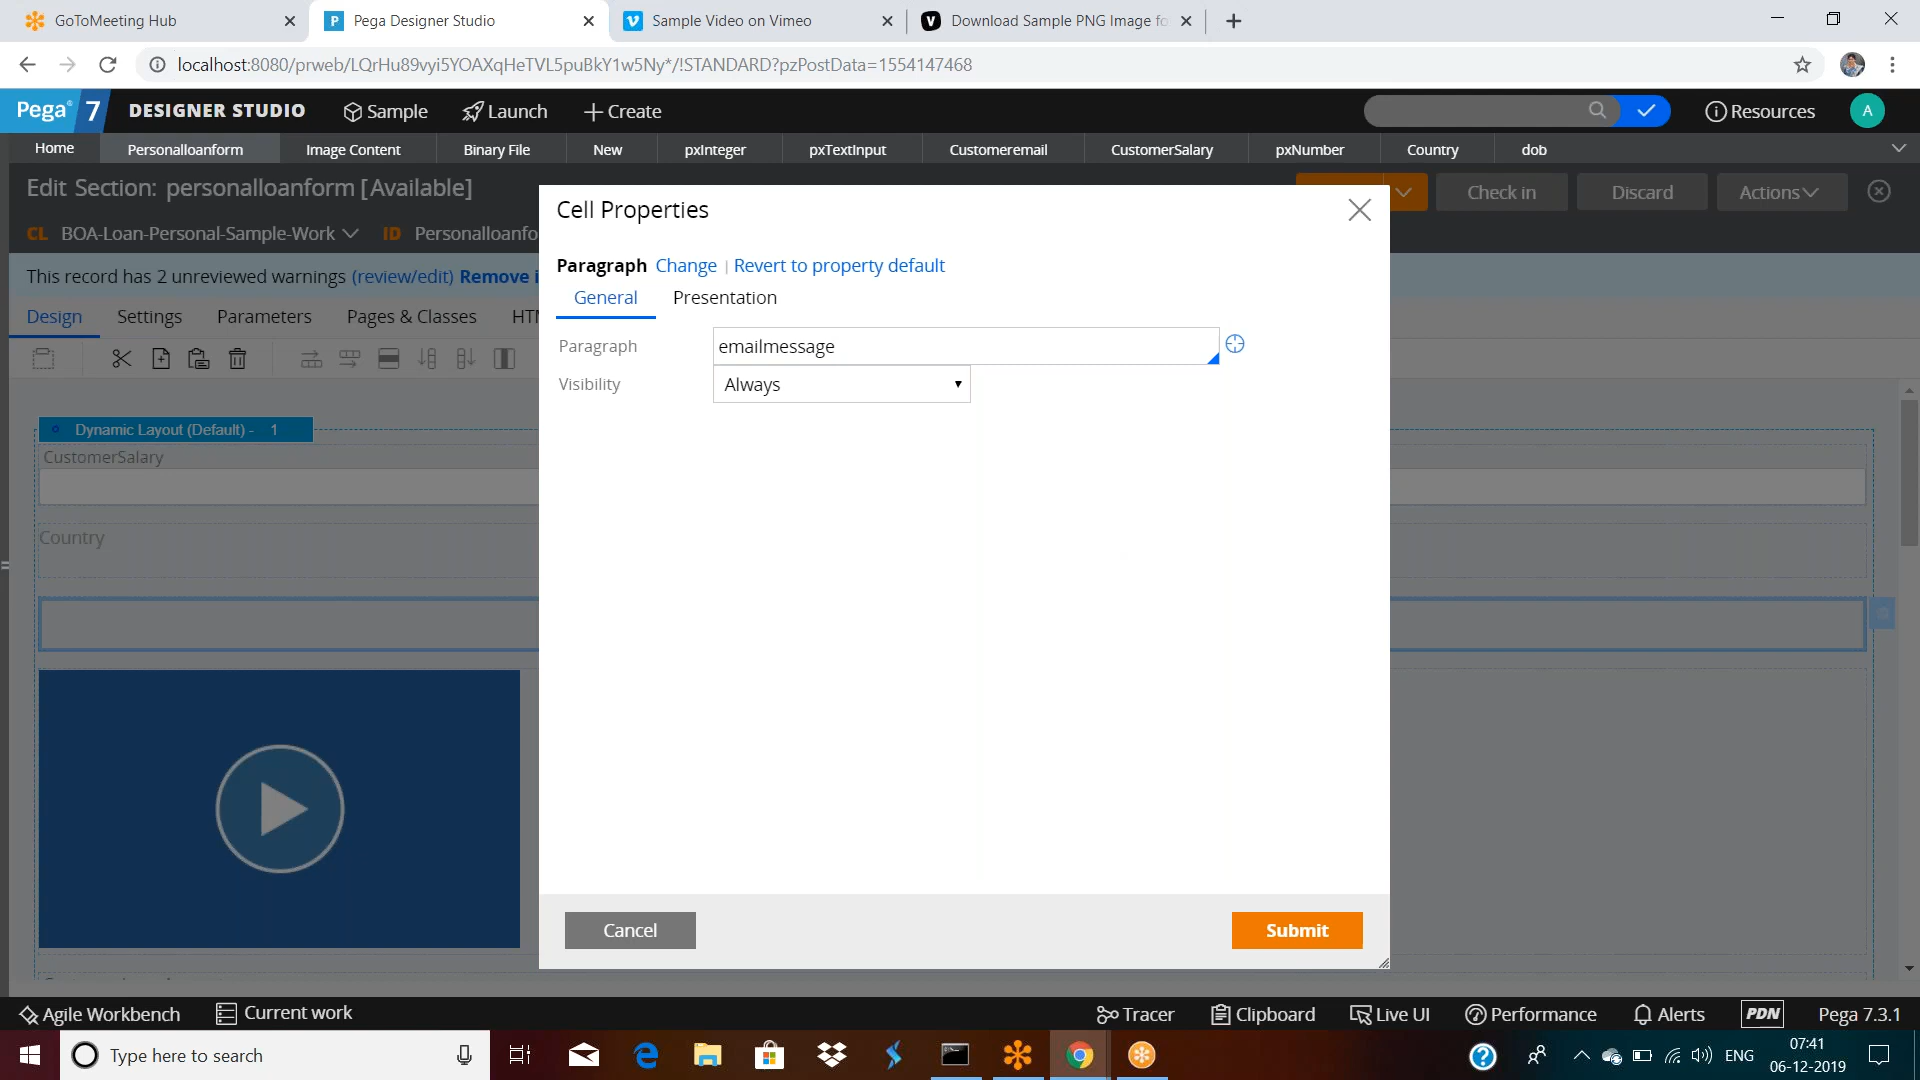 GoToMeeting Hub
Pega Designer Studio
Sample Video on Vimeo
Download Sample PNG Image fo
localhost:8080/prweb/LQrHu89vyi5YOAXqHeTVL5puBkY1w5Ny*/!STANDARD?pzPostData=1554147468
Pega 7 DESIGNER STUDIO Sample Launch Create Resources A
Home Personalloanform Image Content Binary File New pxInteger pxTextInput Customeremail CustomerSalary pxNumber Country dob
Edit Section: personalloanform [Available]
Check in Discard Actions
CL BOA-Loan-Personal-Sample-Work ID Personalloanfo
This record has 2 unreviewed warnings (review/edit) Remove i
Design Settings Parameters Pages & Classes HT
Cell Properties
Paragraph Change | Revert to property default
General Presentation
Paragraph emailmessage
Visibility Always
Dynamic Layout (Default) - 1
CustomerSalary
Country
Cancel Submit
Agile Workbench Current work Tracer Clipboard Live UI Performance Alerts PDN Pega 7.3.1
Type here to search
ENG
07:41
06-12-2019